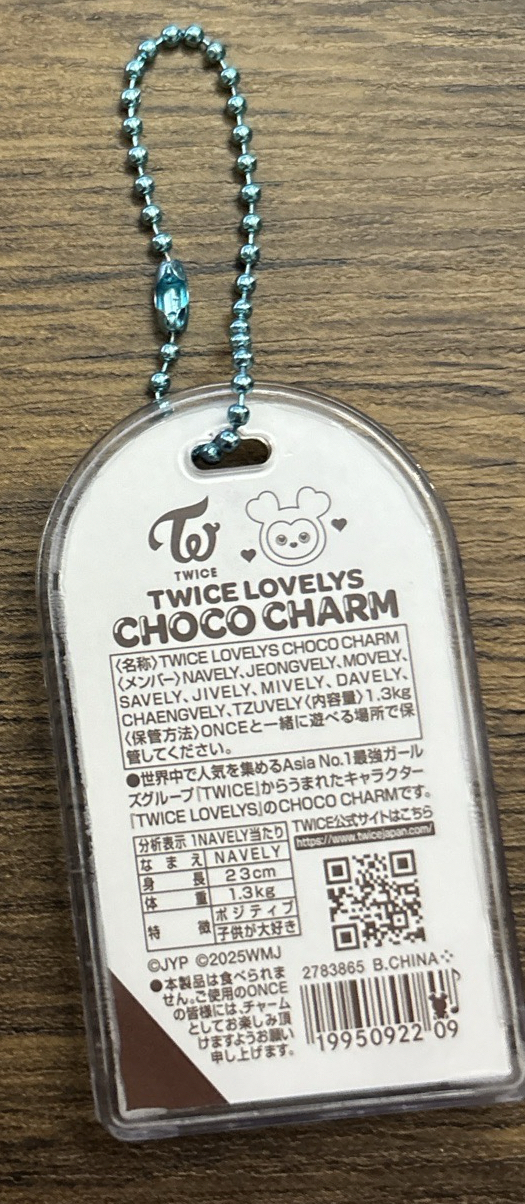 TWICE
TWICE LOVELYS
CHOCO CHARM
〈名称〉TWICE LOVELYS CHOCO CHARM
〈メンバー〉NAVELY、JEONGVELY、MOVELY、
SAVELY、JIVELY、MIVELY、DAVELY、
CHAENGVELY、TZUVELY〈内容量〉1.3kg
〈保管方法〉ONCEと一緒に遊べる場所で保
管してください。
●世界中で人気を集めるAsia No.1最強ガール
ズグループ「TWICE」からうまれたキャラクター
「TWICE LOVELYS」のCHOCO CHARMです。
分析表示 1NAVELY当たり
なまえ NAVELY
身長 23cm
体重 1.3kg
特徴 ポジティブ
子供が大好き
TWICE公式サイトはこちら
https://www.twicejapan.com/
©JYP ©2025WMJ
●本製品は食べられま
せん。ご使用のONCE
の皆様には、チャーム
としてお楽しみ頂
けますようお願い
申し上げます。
2783865 B.CHINA
19950922 09